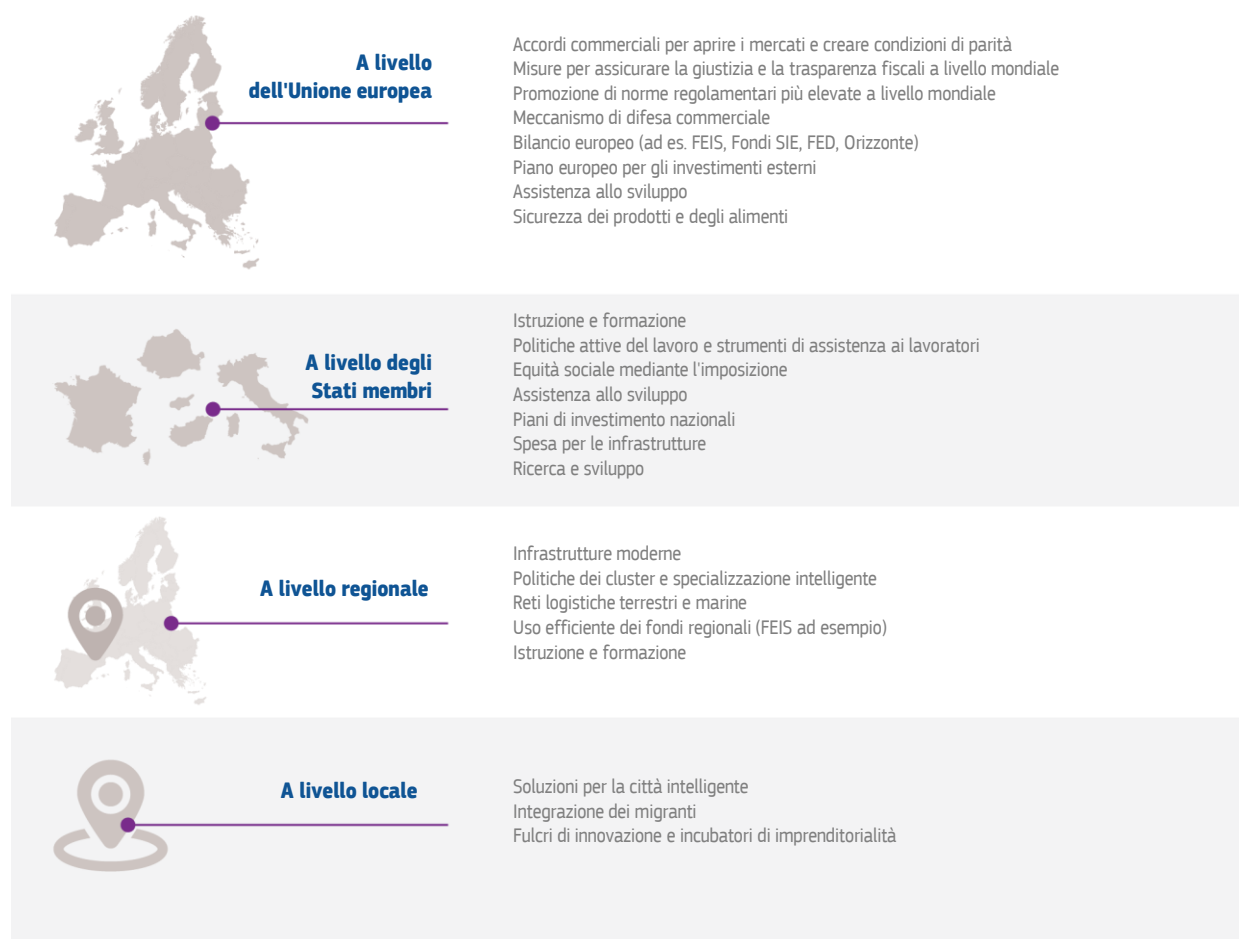 A livello
dell'Unione europea
Accordi commerciali per aprire i mercati e creare condizioni di parità
Misure per assicurare la giustizia e la trasparenza fiscali a livello mondiale
Promozione di norme regolamentari più elevate a livello mondiale
Meccanismo di difesa commerciale
Bilancio europeo (ad es. FEIS, Fondi SIE, FED, Orizzonte)
Piano europeo per gli investimenti esterni
Assistenza allo sviluppo
Sicurezza dei prodotti e degli alimenti
A livello degli
Stati membri
Istruzione e formazione
Politiche attive del lavoro e strumenti di assistenza ai lavoratori
Equità sociale mediante l'imposizione
Assistenza allo sviluppo
Piani di investimento nazionali
Spesa per le infrastrutture
Ricerca e sviluppo
A livello regionale
Infrastrutture moderne
Politiche dei cluster e specializzazione intelligente
Reti logistiche terrestri e marine
Uso efficiente dei fondi regionali (FEIS ad esempio)
Istruzione e formazione
A livello locale
Soluzioni per la città intelligente
Integrazione dei migranti
Fulcri di innovazione e incubatori di imprenditorialità